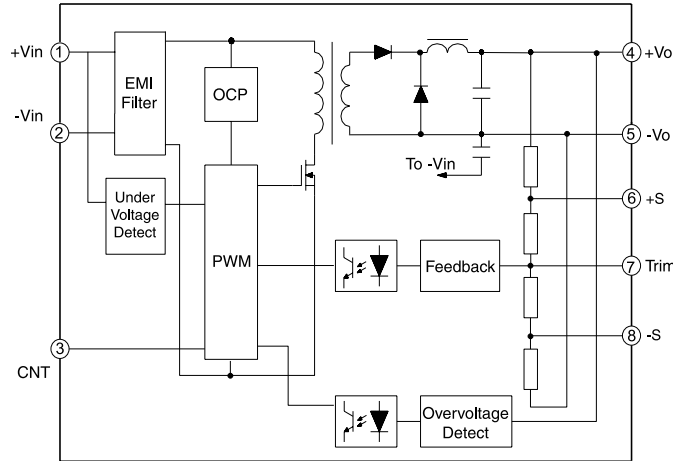 +Vin
1
EMI
Filter
OCP
4
+Vo
-Vin
2
5
-Vo
To -Vin
Under
Voltage
Detect
6
+S
PWM
Feedback
7
Trim
3
CNT
8
-S
Overvoltage
Detect